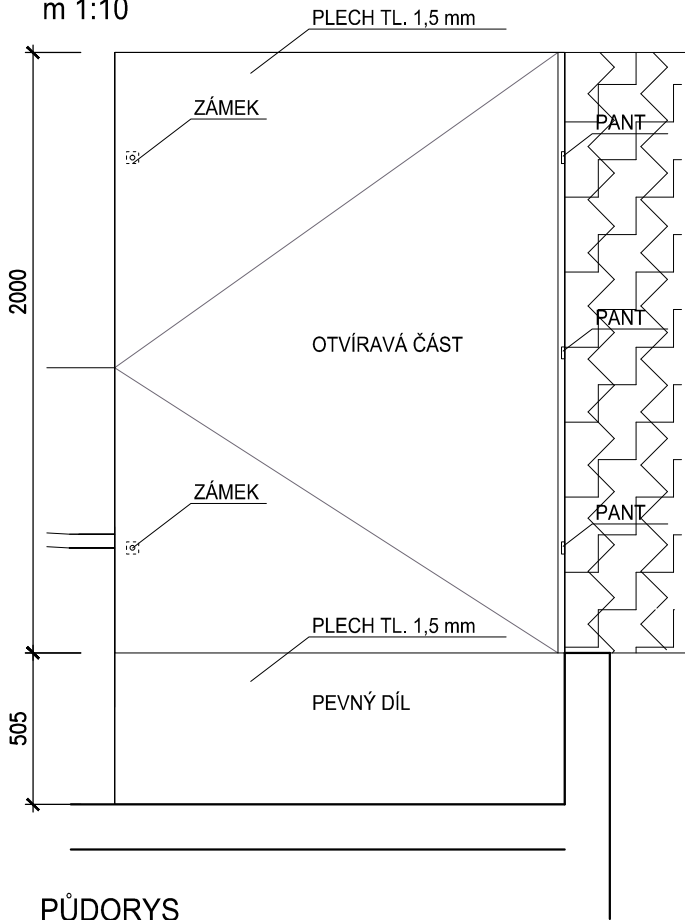 m 1:10
PLECH TL. 1,5 mm
ZÁMEK
PANT
2000
PANT
OTVÍRAVÁ ČÁST
ZÁMEK
PANT
PLECH TL. 1,5 mm
PEVNÝ DÍL
505
PŮDORYS